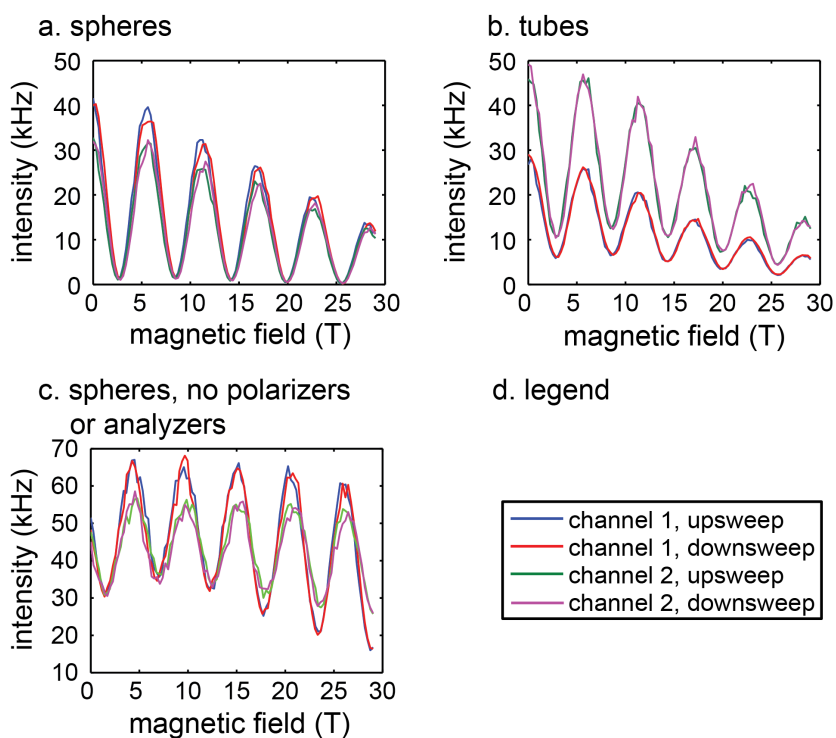 a. spheres
50
40
30
20
10
0
intensity (kHz)
0 5 10 15 20 25 30
magnetic field (T)
b. tubes
50
40
30
20
10
0
intensity (kHz)
0 5 10 15 20 25 30
magnetic field (T)
c. spheres, no polarizers
or analyzers
70
60
50
40
30
20
10
intensity (kHz)
0 5 10 15 20 25 30
magnetic field (T)
d. legend
channel 1, upsweep
channel 1, downsweep
channel 2, upsweep
channel 2, downsweep